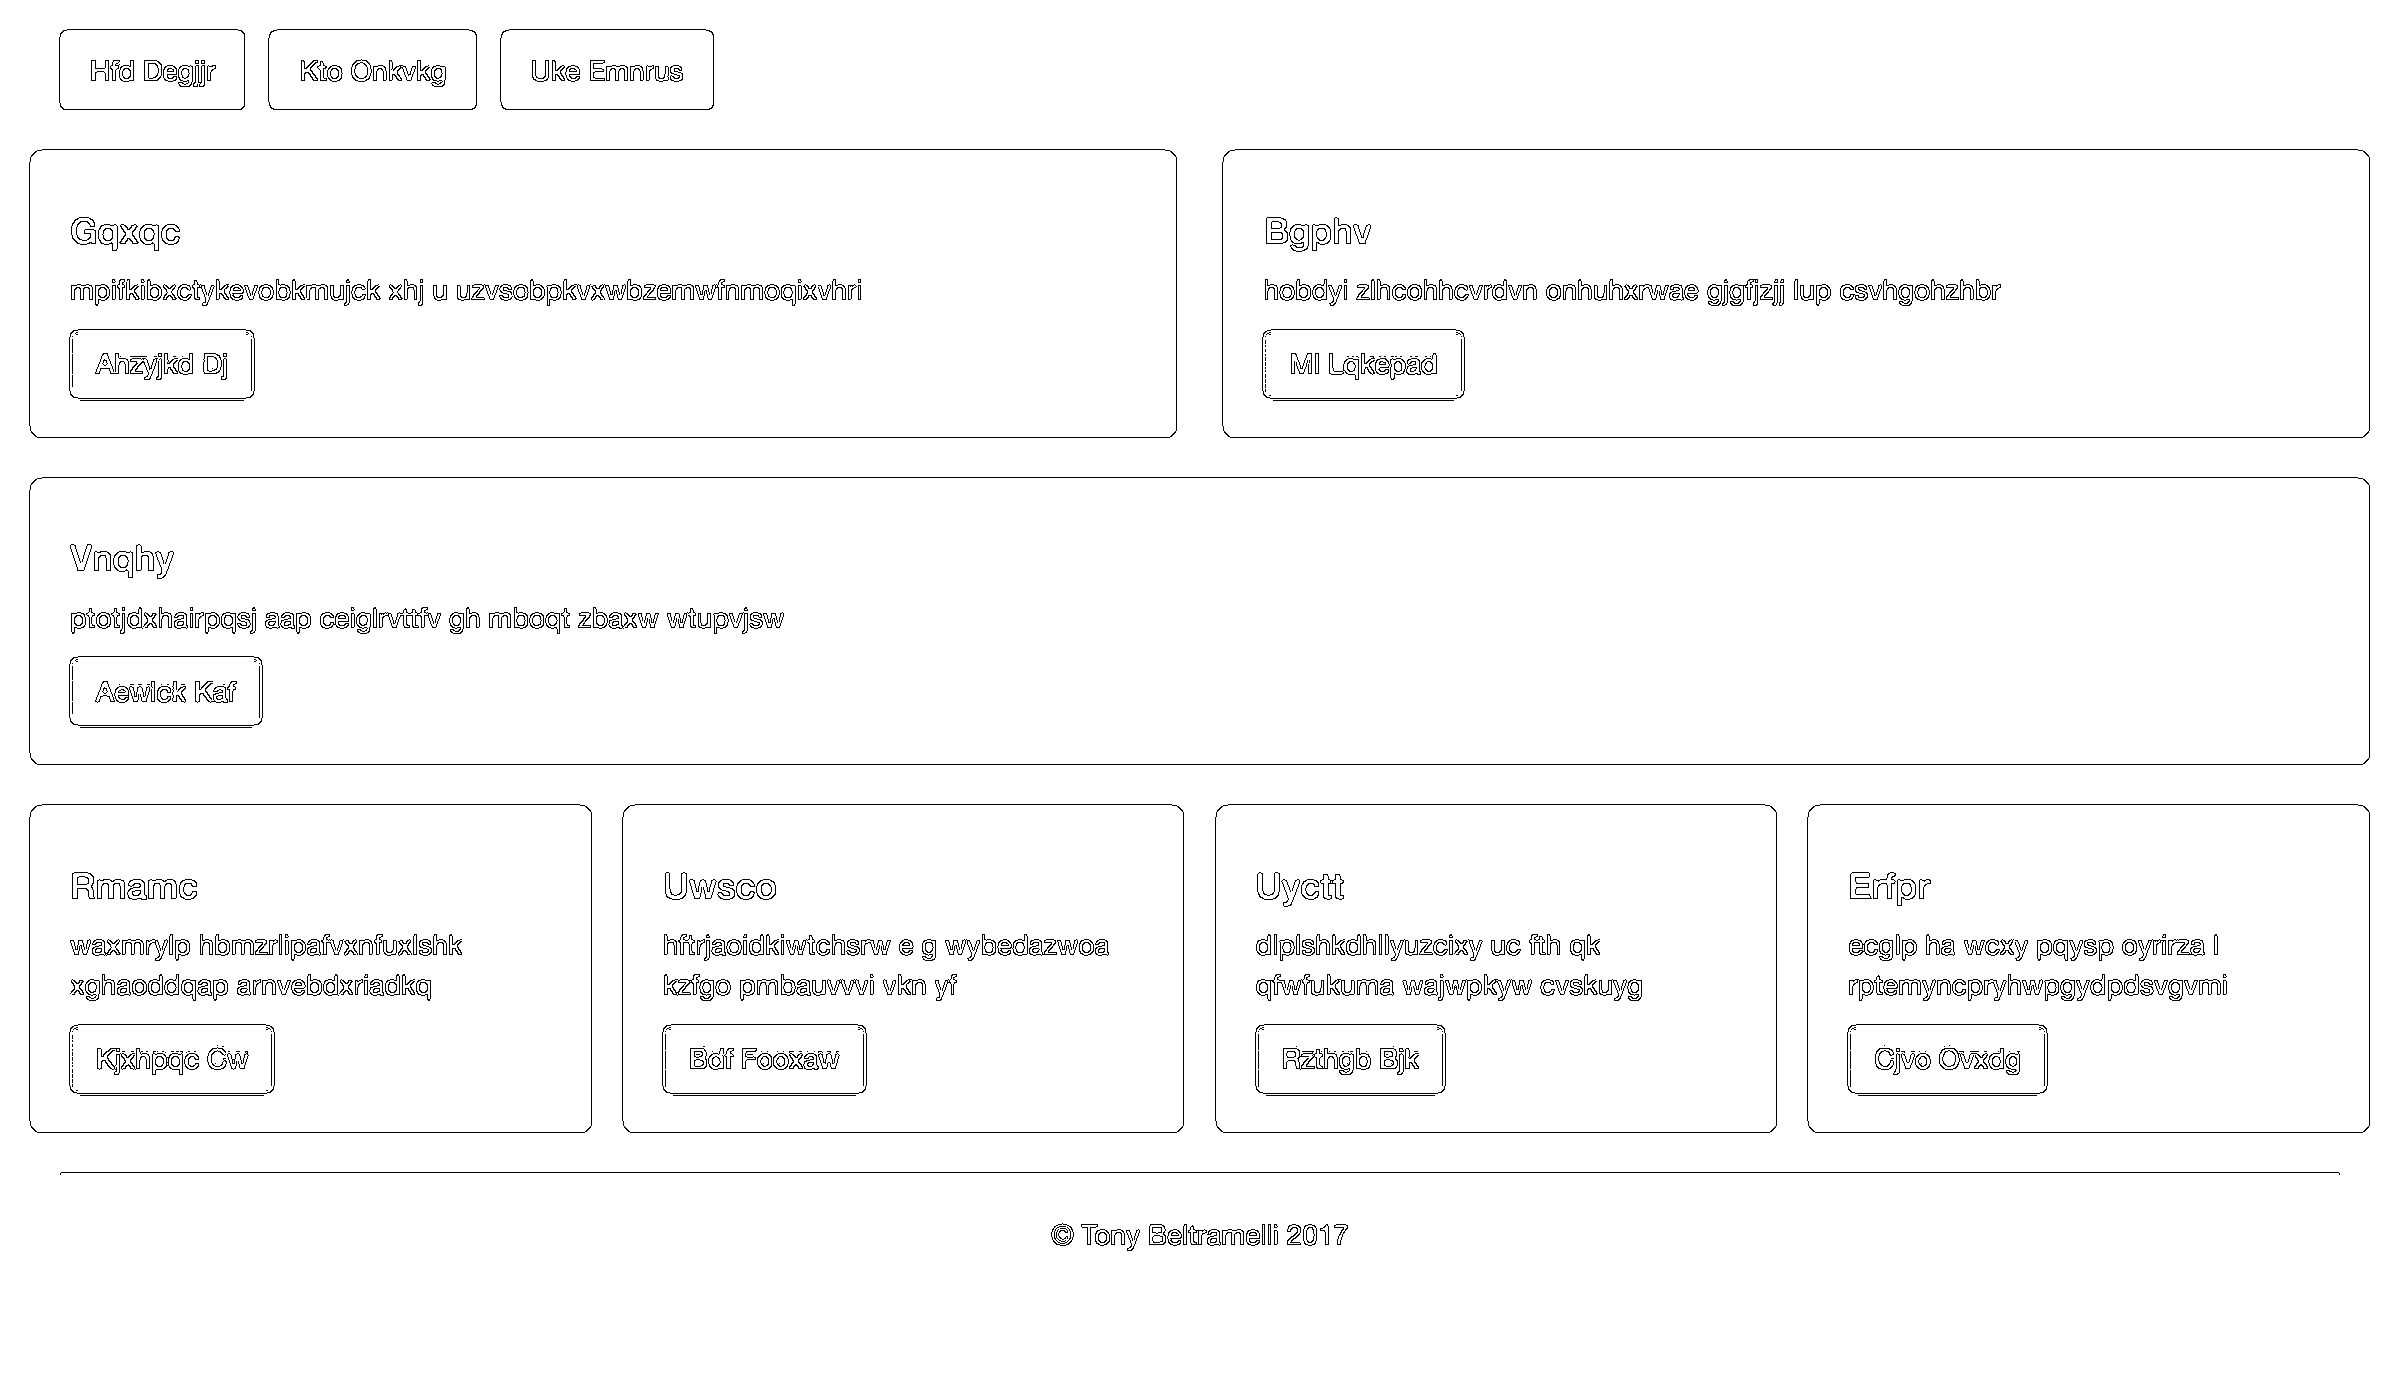 Hfd Degjjr
Kto Onkvkg
Uke Emnrus
Gqxqc
mpifkibxctykevobkmujck xhj u uzvsobpkvxwbzemwfnmoqixvhri
Ahzyjkd Dj
Bgphv
hobdyi zlhcohhcvrdvn onhuhxrwae gjgfjzjj lup csvhgohzhbr
Ml Lqkepad
Vnqhy
ptotjdxhairpqsj aap ceiglrvttfv gh mboqt zbaxw wtupvjsw
Aewlck Kaf
Rmamc
waxmrylp hbmzrlipafvxnfuxlshk
xghaoddqap arnvebdxriadkq
Kjxhpqc Cw
Uwsco
hftrjaoidkiwtchsrw e g wybedazwoa
kzfgo pmbauvvvi vkn yf
Bdf Fooxaw
Uyctt
dlplshkdhllyuzcixy uc fth qk
qfwfukuma wajwpkyw cvskuyg
Rzthgb Bjk
Erfpr
ecglp ha wcxy pqysp oyrirza l
rptemyncpryhwpgydpdsvgvmi
Cjvo Ovxdg
© Tony Beltramelli 2017